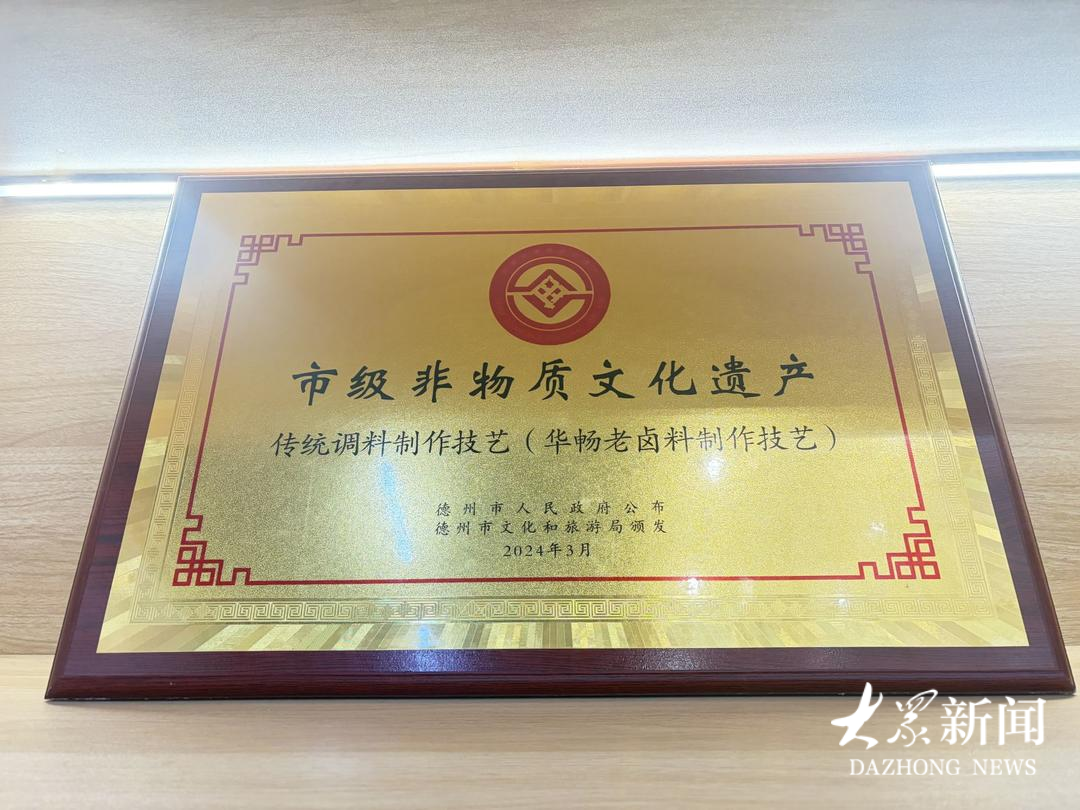 市级非物质文化遗产
传统调料制作技艺（华畅老卤料制作技艺）
德州市人民政府公布
德州市文化和旅游局颁发
2024年3月
大众新闻
DAZHONG NEWS